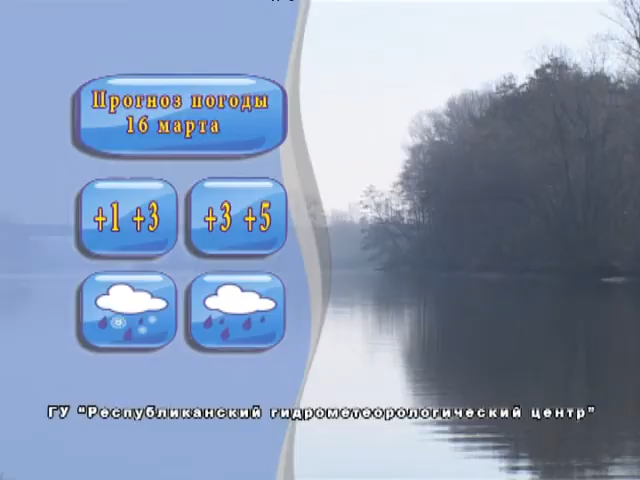 Прогноз погоды
16 марта
+1 +3
+3 +5
ГУ "Республиканский гидрометеорологический центр"